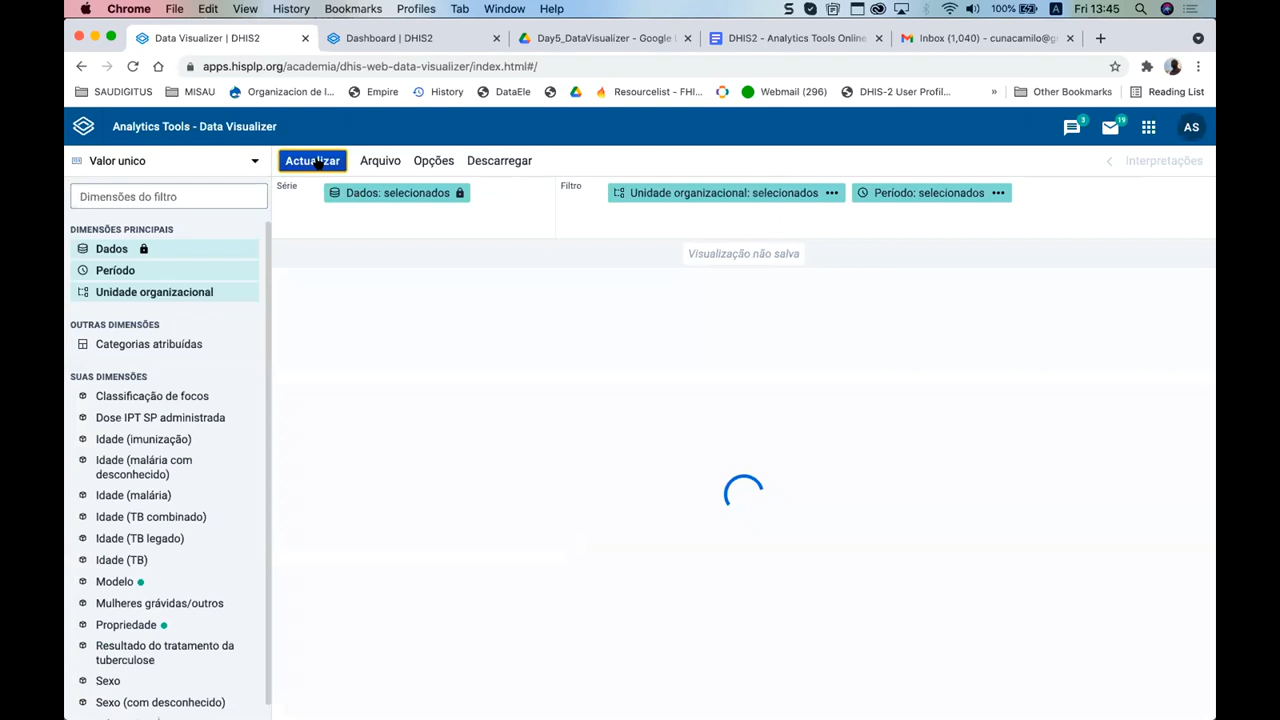 Chrome File Edit View History Bookmarks Profiles Tab Window Help 100% A Fri 13:45
Data Visualizer | DHIS2 Dashboard | DHIS2 Day5_DataVisualizer - Google DHIS2 - Analytics Tools Online Inbox (1,040) - cunacamilo@g
apps.hisplp.org/academia/dhis-web-data-visualizer/index.html#/
SAUDIGITUS MISAU Organizacion de l... Empire History DataEle Resourcelist - FHI... Webmail (296) DHIS-2 User Profil... » Other Bookmarks Reading List
Analytics Tools - Data Visualizer 3 19 AS
Valor unico Actualizar Arquivo Opções Descarregar Interpretações
Série Dados: selecionados Filtro Unidade organizacional: selecionados ••• Período: selecionados •••
Dimensões do filtro
Visualização não salva
DIMENSÕES PRINCIPAIS
Dados
Período
Unidade organizacional
OUTRAS DIMENSÕES
Categorias atribuídas
SUAS DIMENSÕES
Classificação de focos
Dose IPT SP administrada
Idade (imunização)
Idade (malária com
desconhecido)
Idade (malária)
Idade (TB combinado)
Idade (TB legado)
Idade (TB)
Modelo
Mulheres grávidas/outros
Propriedade
Resultado do tratamento da
tuberculose
Sexo
Sexo (com desconhecido)